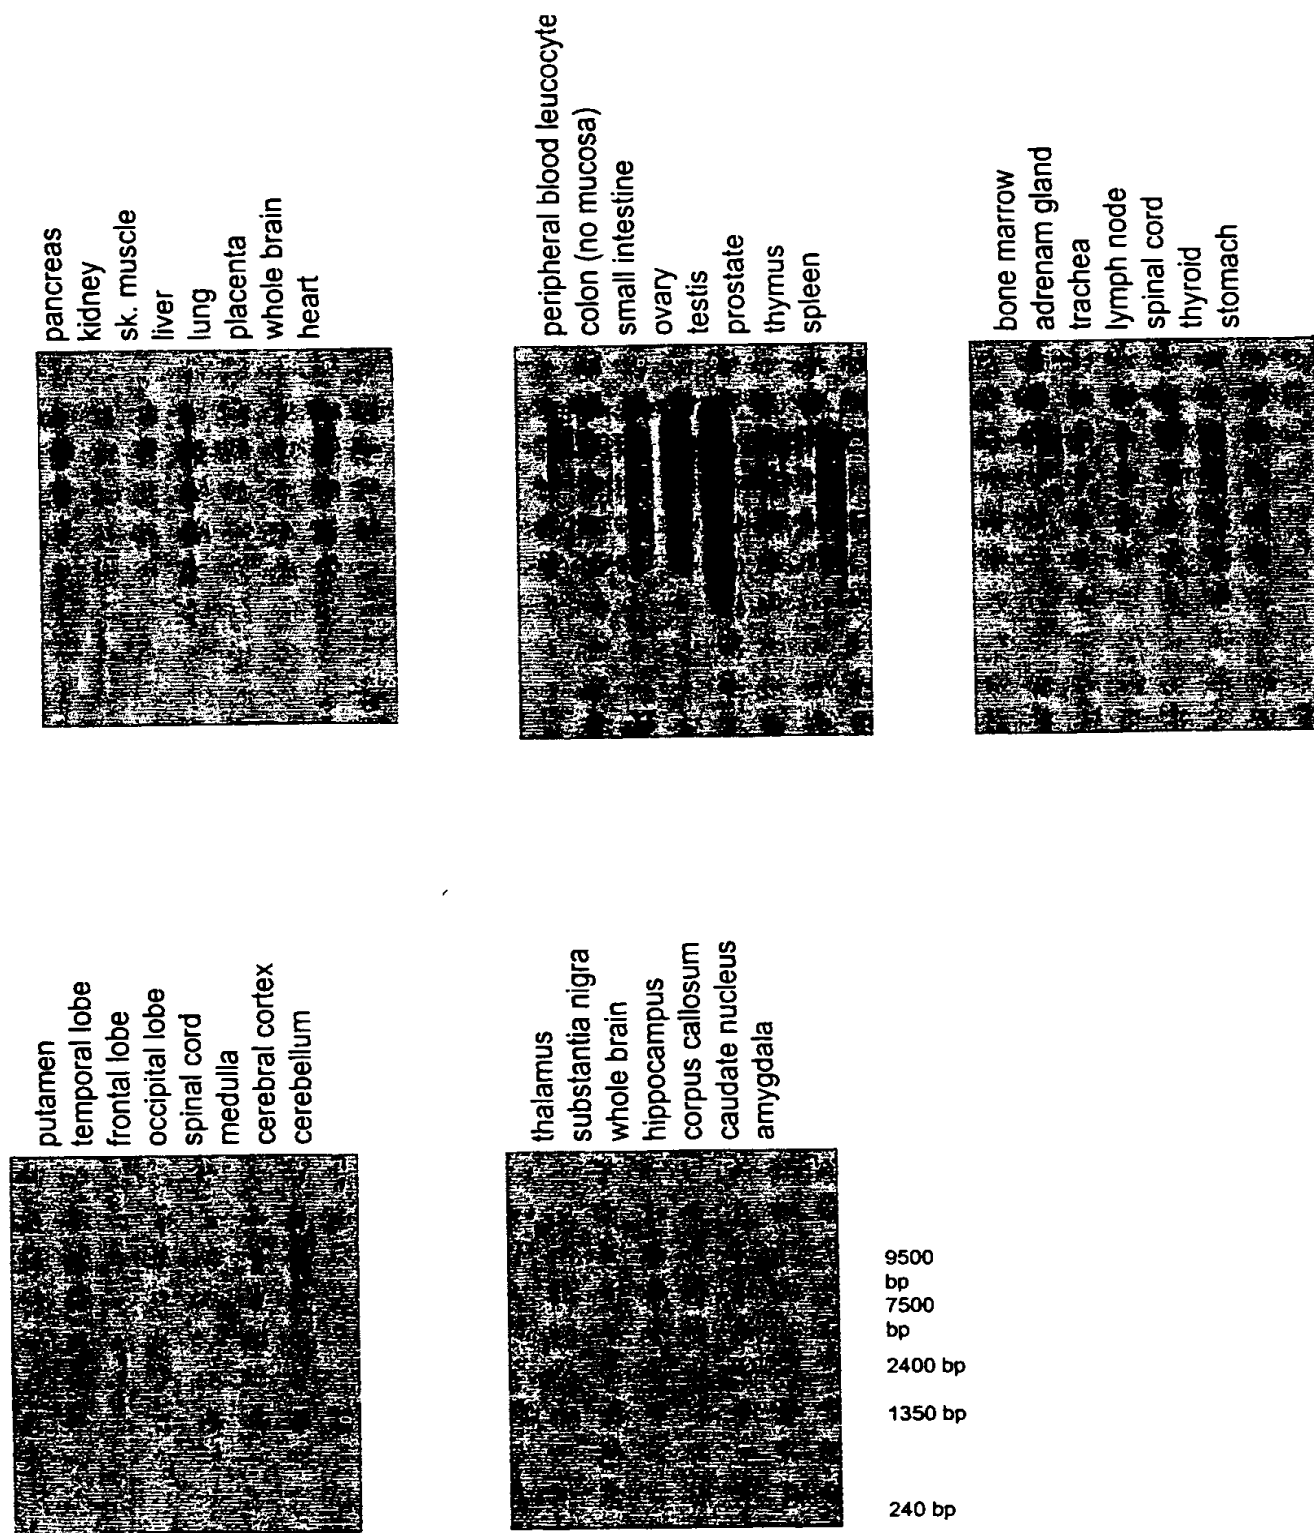 pancreas
kidney
sk. muscle
liver
lung
placenta
whole brain
heart
peripheral blood leucocyte
colon (no mucosa)
small intestine
ovary
testis
prostate
thymus
spleen
bone marrow
adrenam gland
trachea
lymph node
spinal cord
thyroid
stomach
putamen
temporal lobe
frontal lobe
occipital lobe
spinal cord
medulla
cerebral cortex
cerebellum
thalamus
substantia nigra
whole brain
hippocampus
corpus callosum
caudate nucleus
amygdala
9500
bp
7500
bp
2400 bp
1350 bp
240 bp